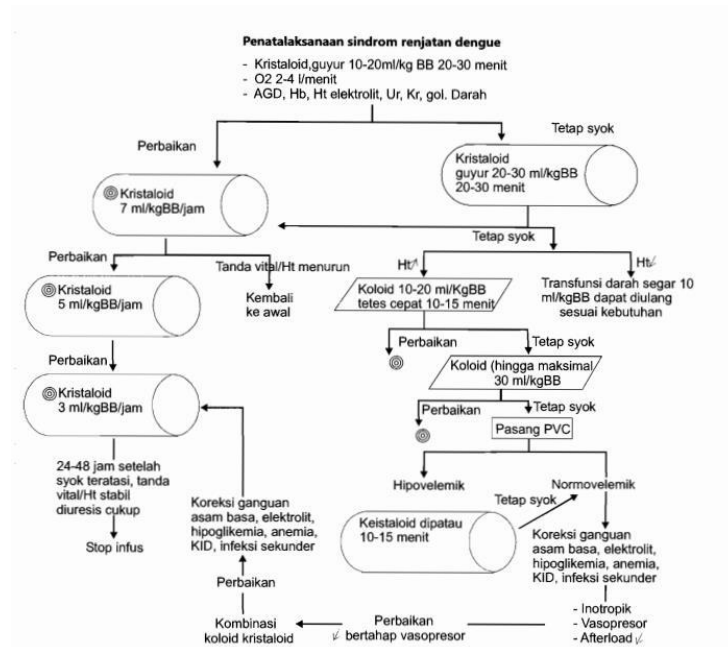 Penatalaksanaan sindrom renjatan dengue
- Kristaloid,guyur 10-20ml/kg BB 20-30 menit
- O2 2-4 l/menit
- AGD, Hb, Ht elektrolit, Ur, Kr, gol. Darah
Perbaikan
Tetap syok
Kristaloid
7 ml/kgBB/jam
Kristaloid
guyur 20-30 ml/kgBB
20-30 menit
Perbaikan
Tanda vital/Ht menurun
Kembali
ke awal
Tetap syok
Ht
Ht
Kristaloid
5 ml/kgBB/jam
Koloid 10-20 ml/KgBB
tetes cepat 10-15 menit
Transfusi darah segar 10
ml/kgBB dapat diulang
sesuai kebutuhan
Perbaikan
Perbaikan
Tetap syok
Kristaloid
3 ml/kgBB/jam
Koloid (hingga maksimal
30 ml/kgBB
Perbaikan
Tetap syok
Pasang PVC
24-48 jam setelah
syok teratasi, tanda
vital/Ht stabil
diuresis cukup
Stop infus
Koreksi ganguan
asam basa, elektrolit,
hipoglikemia, anemia,
KID, infeksi sekunder
Hipovelemik
Normovelemik
Tetap syok
Keistaloid dipatau
10-15 menit
Koreksi ganguan
asam basa, elektrolit,
hipoglikemia, anemia,
KID, infeksi sekunder
Perbaikan
Kombinasi
koloid kristaloid
Perbaikan
bertahap vasopresor
- Inotropik
- Vasopresor
- Afterload